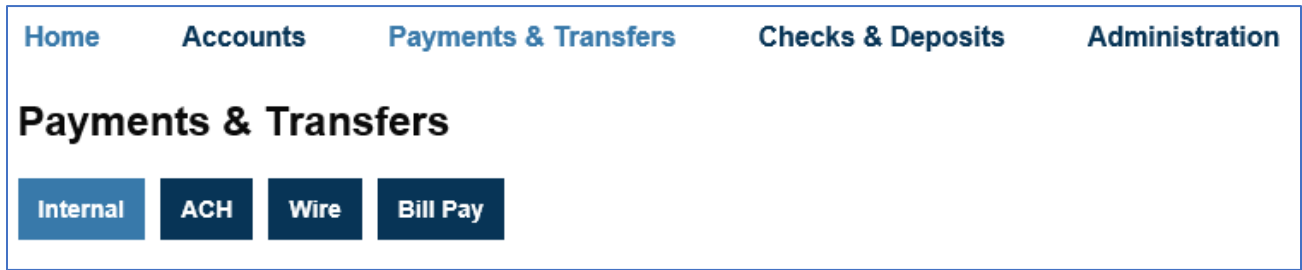 Home Accounts Payments & Transfers Checks & Deposits Administration
Payments & Transfers
Internal ACH Wire Bill Pay